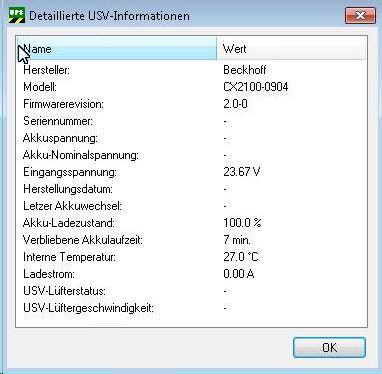 UPS Detaillierte USV-Informationen
Name Wert
Hersteller: Beckhoff
Modell: CX2100-0904
Firmwarerevision: 2.0-0
Seriennummer: -
Akkuspannung: -
Akku-Nominalspannung: -
Eingangsspannung: 23.67 V
Herstellungsdatum: -
Letzer Akkuwechsel: -
Akku-Ladezustand: 100.0 %
Verbliebene Akkulaufzeit: 7 min.
Interne Temperatur: 27.0 °C
Ladestrom: 0.00 A
USV-Lüfterstatus: -
USV-Lüftergeschwindigkeit: -
OK